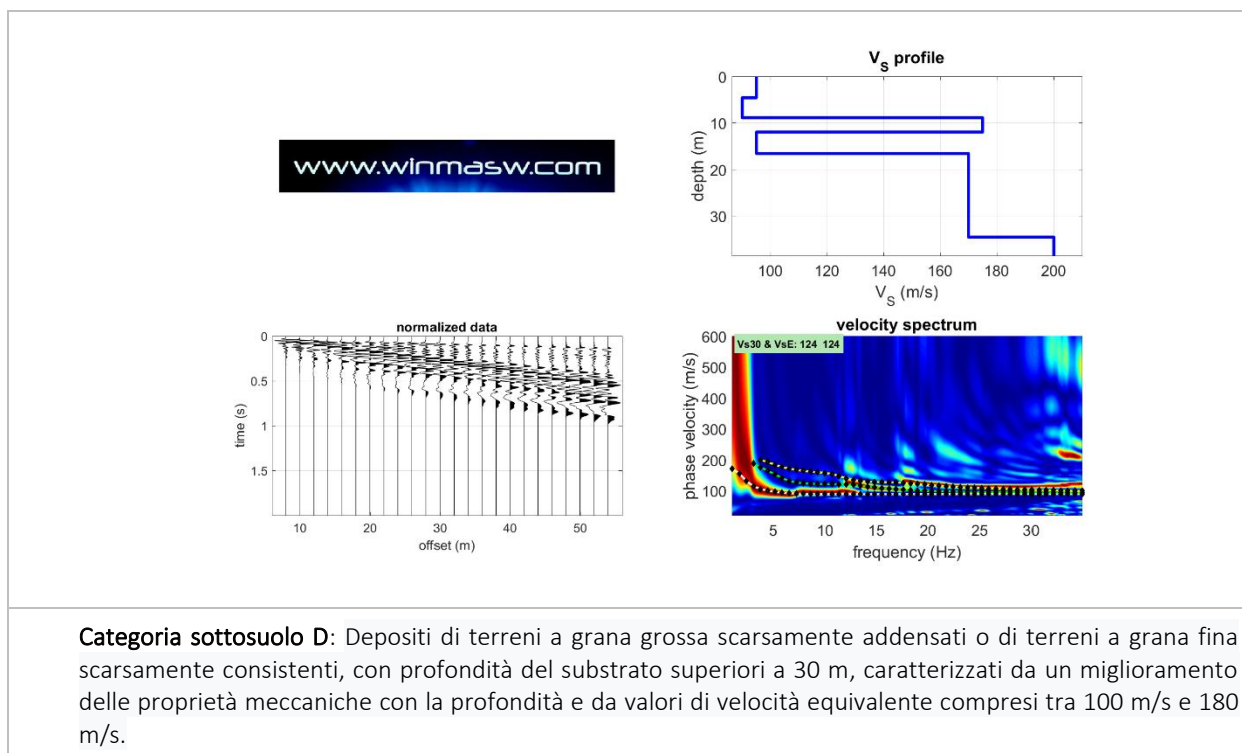 www.winmasw.com
V_S profile
depth (m)
0
10
20
30
100 120 140 160 180 200
V_S (m/s)
normalized data
time (s)
0
0.5
1
1.5
10 20 30 40 50
offset (m)
velocity spectrum
Vs30 & VsE: 124 124
phase velocity (m/s)
600
500
400
300
200
100
5 10 15 20 25 30
frequency (Hz)
Categoria sottosuolo D: Depositi di terreni a grana grossa scarsamente addensati o di terreni a grana fina
scarsamente consistenti, con profondità del substrato superiori a 30 m, caratterizzati da un miglioramento
delle proprietà meccaniche con la profondità e da valori di velocità equivalente compresi tra 100 m/s e 180
m/s.